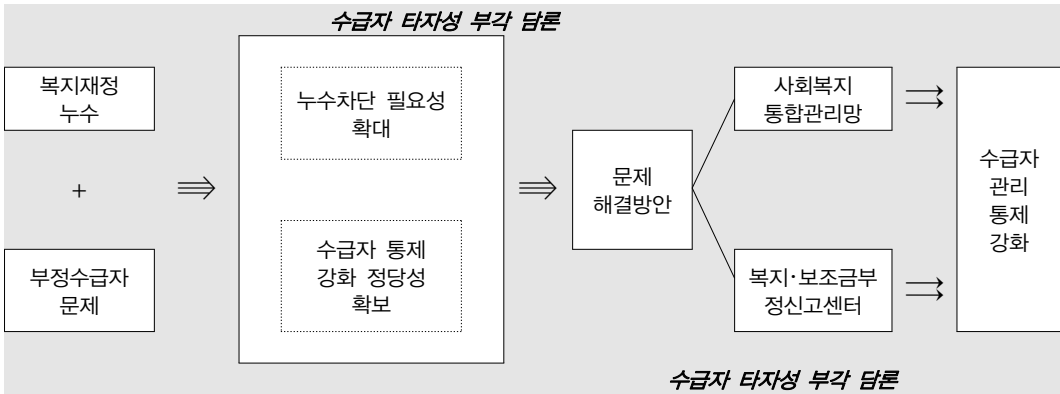 수급자 타자성 부각 담론
복지재정
누수
+
부정수급자
문제
누수차단 필요성
확대
수급자 통제
강화 정당성
확보
문제
해결방안
사회복지
통합관리망
복지·보조금부
정신고센터
수급자
관리
통제
강화
수급자 타자성 부각 담론